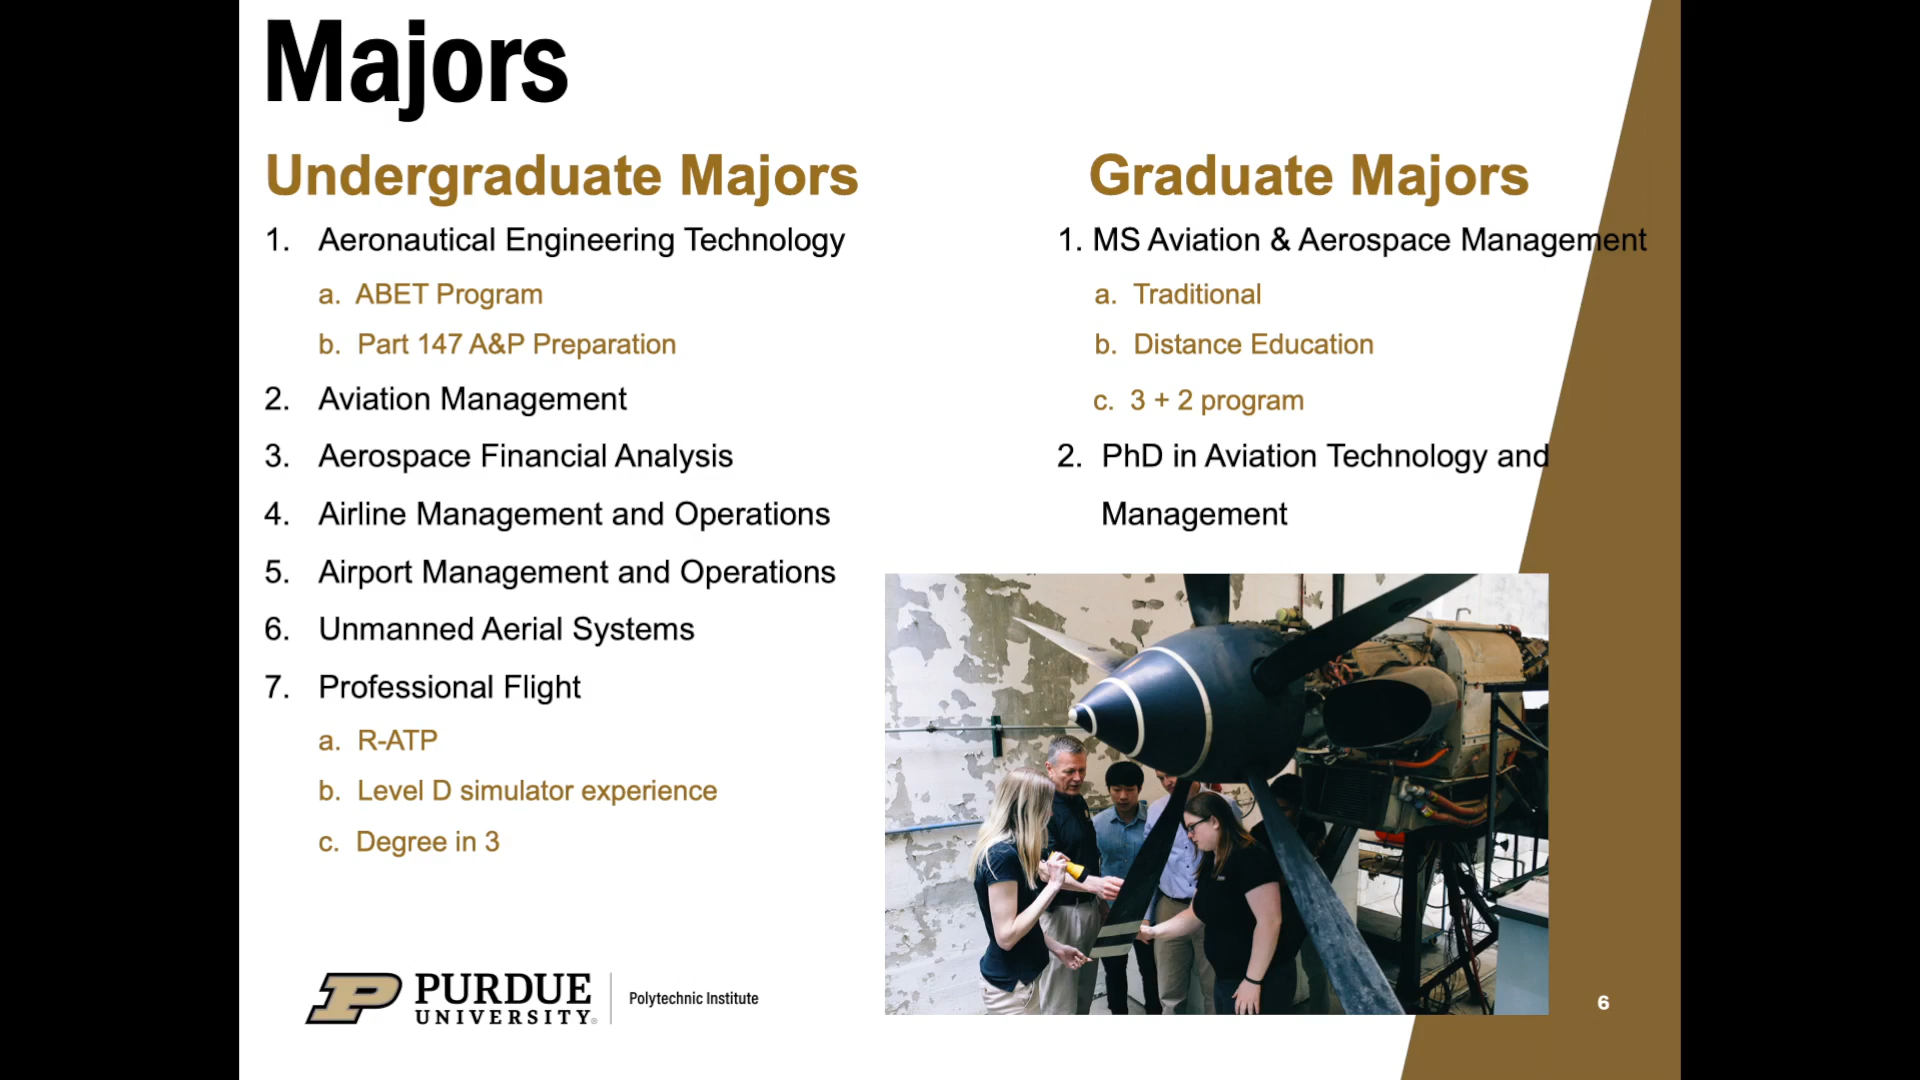 Majors
Undergraduate Majors
1. Aeronautical Engineering Technology
a. ABET Program
b. Part 147 A&P Preparation
2. Aviation Management
3. Aerospace Financial Analysis
4. Airline Management and Operations
5. Airport Management and Operations
6. Unmanned Aerial Systems
7. Professional Flight
a. R-ATP
b. Level D simulator experience
c. Degree in 3
Graduate Majors
1. MS Aviation & Aerospace Management
a. Traditional
b. Distance Education
c. 3 + 2 program
2. PhD in Aviation Technology and
Management
P PURDUE
UNIVERSITY®
Polytechnic Institute
6